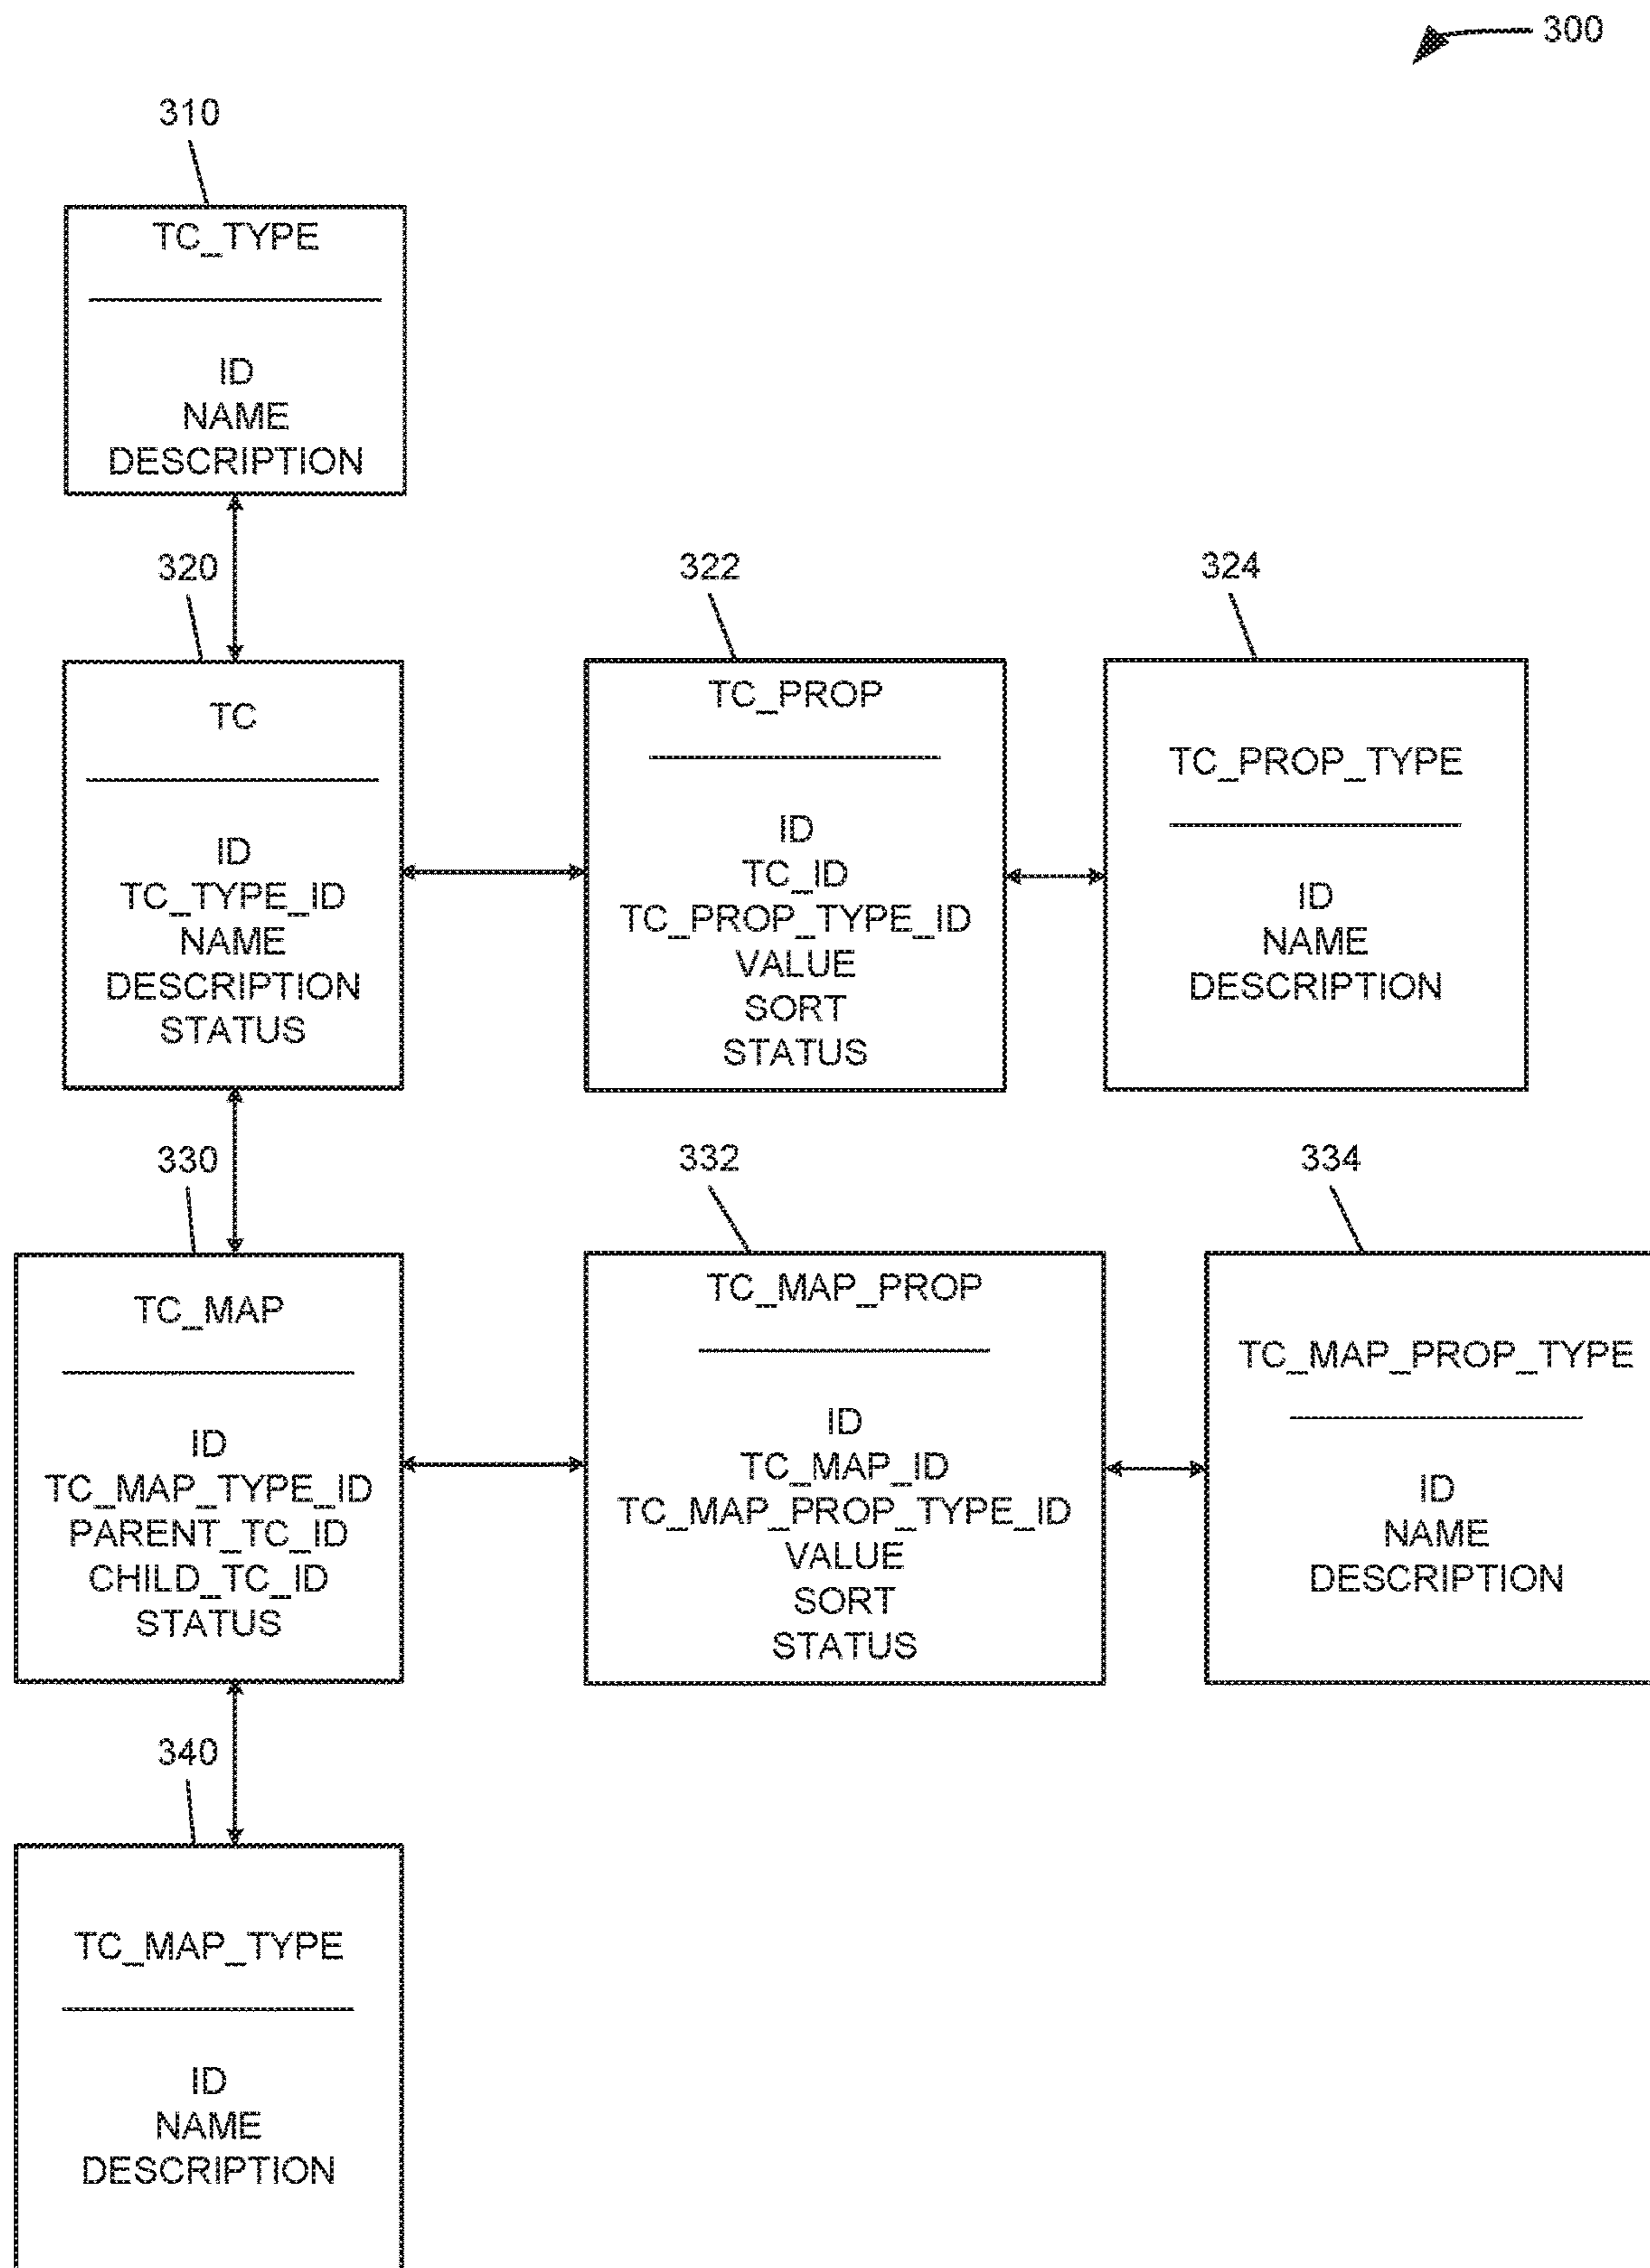 300
310
TC_TYPE
ID
NAME
DESCRIPTION
320
TC
ID
TC_TYPE_ID
NAME
DESCRIPTION
STATUS
322
TC_PROP
ID
TC_ID
TC_PROP_TYPE_ID
VALUE
SORT
STATUS
324
TC_PROP_TYPE
ID
NAME
DESCRIPTION
330
TC_MAP
ID
TC_MAP_TYPE_ID
PARENT_TC_ID
CHILD_TC_ID
STATUS
332
TC_MAP_PROP
ID
TC_MAP_ID
TC_MAP_PROP_TYPE_ID
VALUE
SORT
STATUS
334
TC_MAP_PROP_TYPE
ID
NAME
DESCRIPTION
340
TC_MAP_TYPE
ID
NAME
DESCRIPTION